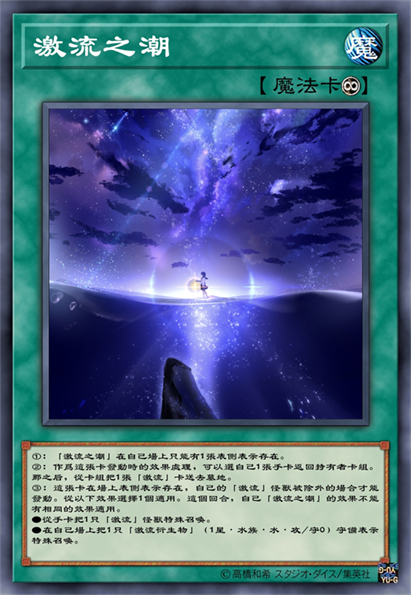 激流之潮
魔
【魔法卡∞】
①：「激流之潮」在自己場上只能有1張表側表示存在。
②：作爲這張卡發動時的效果處理，可以選自己1張手卡返回持有者卡組。
那之后，從卡組把1張「激流」卡送去墓地。
③：這張卡在場上表側表示存在，自己的「激流」怪獸被除外的場合才能
發動。從以下效果選擇1個適用。這個回合，自己「激流之潮」的效果不能
有相同的效果適用。
●從手卡把1只「激流」怪獸特殊召喚。
●在自己場上把1只「激流衍生物」（1星·水族·水·攻/守0）守備表示
特殊召喚。
©高橋和希 スタジオ·ダイス/集英社